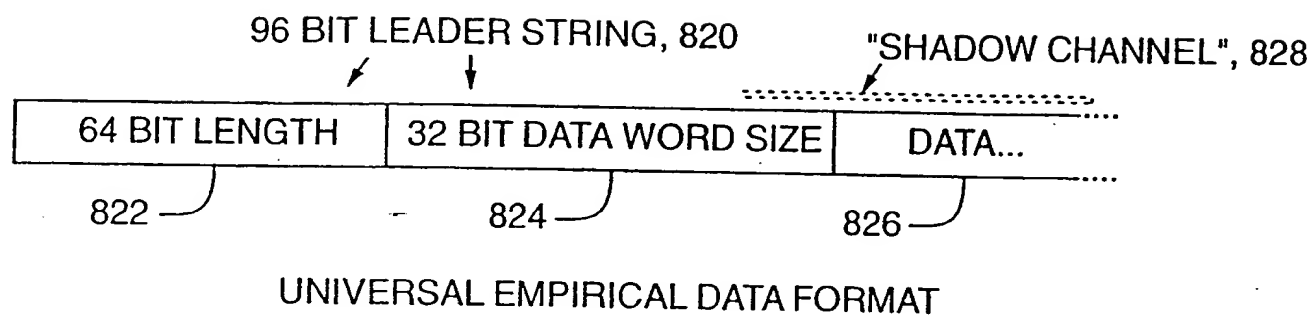 96 BIT LEADER STRING, 820
"SHADOW CHANNEL", 828
64 BIT LENGTH
32 BIT DATA WORD SIZE
DATA...
822
824
826
UNIVERSAL EMPIRICAL DATA FORMAT